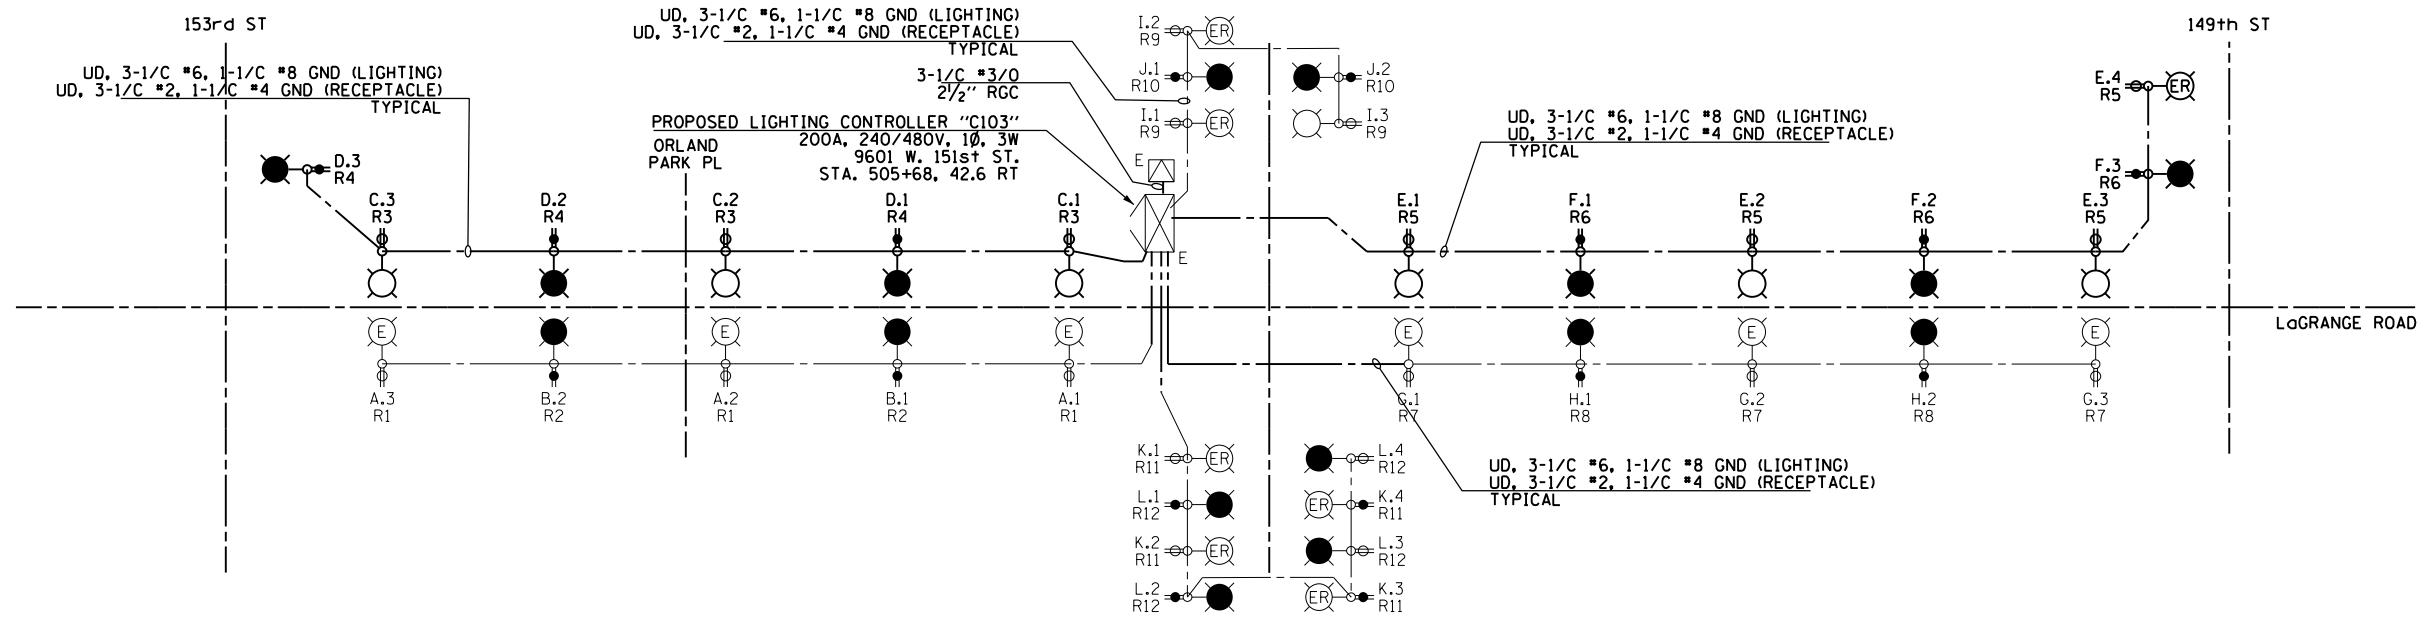 153rd ST
UD, 3-1/C #6, 1-1/C #8 GND (LIGHTING)
UD, 3-1/C #2, 1-1/C #4 GND (RECEPTACLE)
TYPICAL
UD, 3-1/C #6, 1-1/C #8 GND (LIGHTING)
UD, 3-1/C #2, 1-1/C #4 GND (RECEPTACLE)
TYPICAL
3-1/C #3/0
2 1/2" RGC
PROPOSED LIGHTING CONTROLLER "C103"
200A, 240/480V, 1Ø, 3W
9601 W. 151st ST.
STA. 505+68, 42.6 RT
ORLAND
PARK PL
I.2
R9
ER
J.1
R10
I.1
R9
ER
J.2
R10
I.3
R9
149th ST
E.4
R5
ER
F.3
R6
UD, 3-1/C #6, 1-1/C #8 GND (LIGHTING)
UD, 3-1/C #2, 1-1/C #4 GND (RECEPTACLE)
TYPICAL
D.3
R4
C.3
R3
D.2
R4
C.2
R3
D.1
R4
C.1
R3
E
E
E.1
R5
F.1
R6
E.2
R5
F.2
R6
E.3
R5
LaGRANGE ROAD
E
E
E
E
E
E
A.3
R1
B.2
R2
A.2
R1
B.1
R2
A.1
R1
G.1
R7
H.1
R8
G.2
R7
H.2
R8
G.3
R7
K.1
R11
ER
L.1
R12
K.2
R11
ER
L.2
R12
L.4
R12
ER
K.4
R11
L.3
R12
ER
K.3
R11
UD, 3-1/C #6, 1-1/C #8 GND (LIGHTING)
UD, 3-1/C #2, 1-1/C #4 GND (RECEPTACLE)
TYPICAL